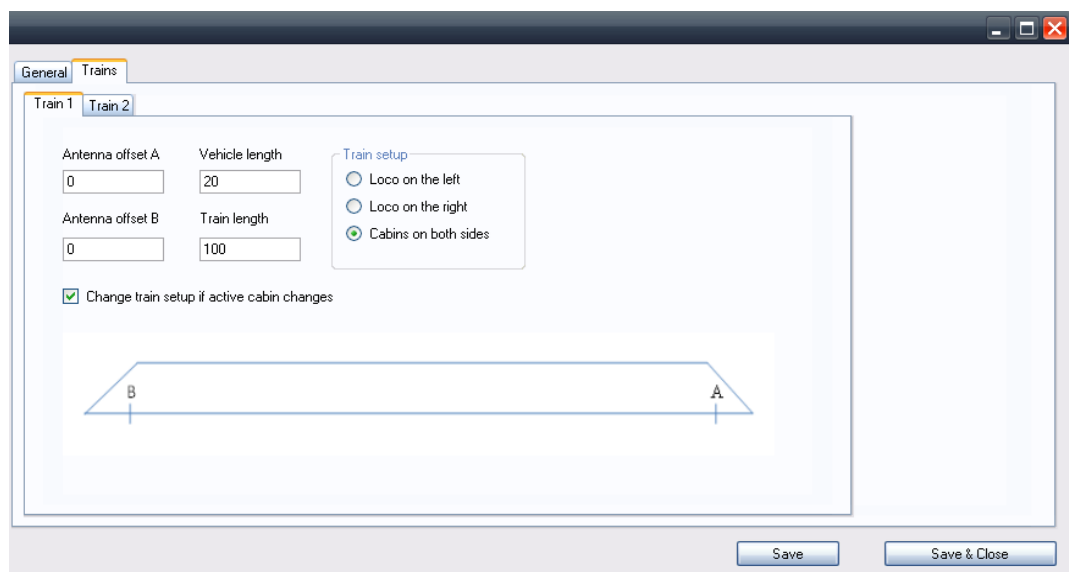 General Trains
Train 1 Train 2
Antenna offset A Vehicle length Train setup
0 20 Loco on the left
Loco on the right
Antenna offset B Train length
Cabins on both sides
0 100
Change train setup if active cabin changes
B A
Save Save & Close